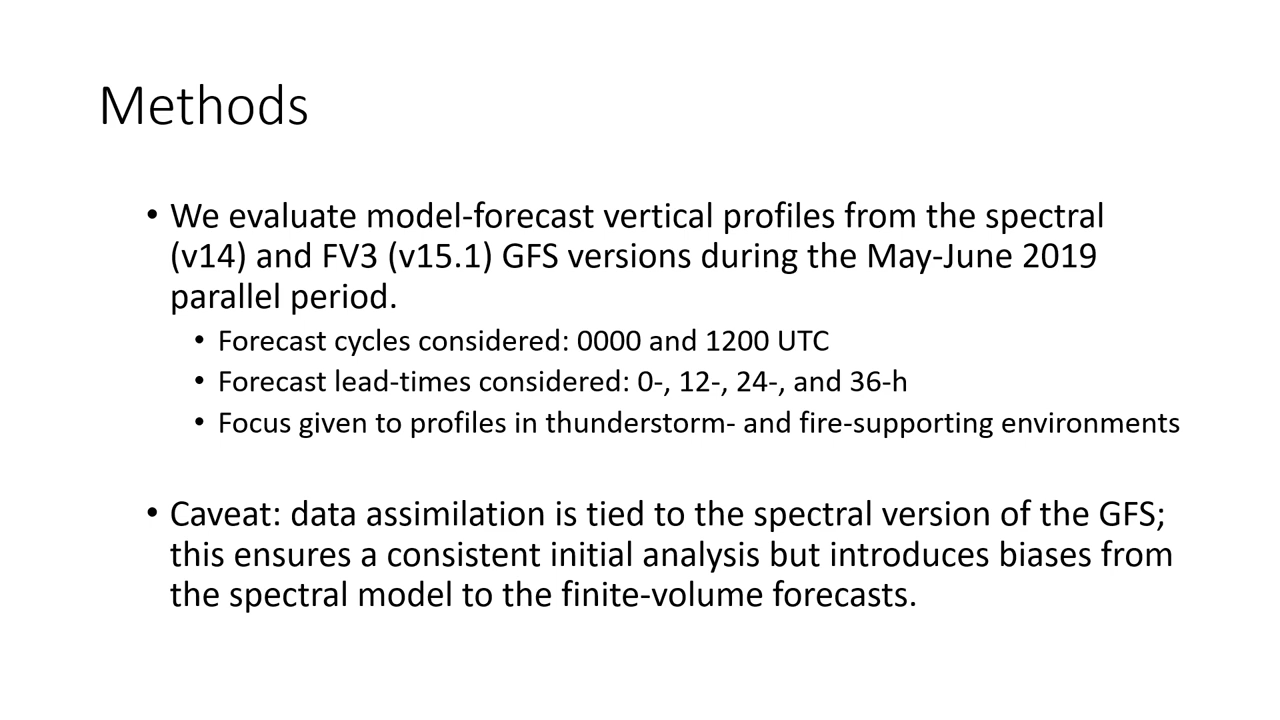 Methods
• We evaluate model-forecast vertical profiles from the spectral
(v14) and FV3 (v15.1) GFS versions during the May-June 2019
parallel period.
• Forecast cycles considered: 0000 and 1200 UTC
• Forecast lead-times considered: 0-, 12-, 24-, and 36-h
• Focus given to profiles in thunderstorm- and fire-supporting environments
• Caveat: data assimilation is tied to the spectral version of the GFS;
this ensures a consistent initial analysis but introduces biases from
the spectral model to the finite-volume forecasts.